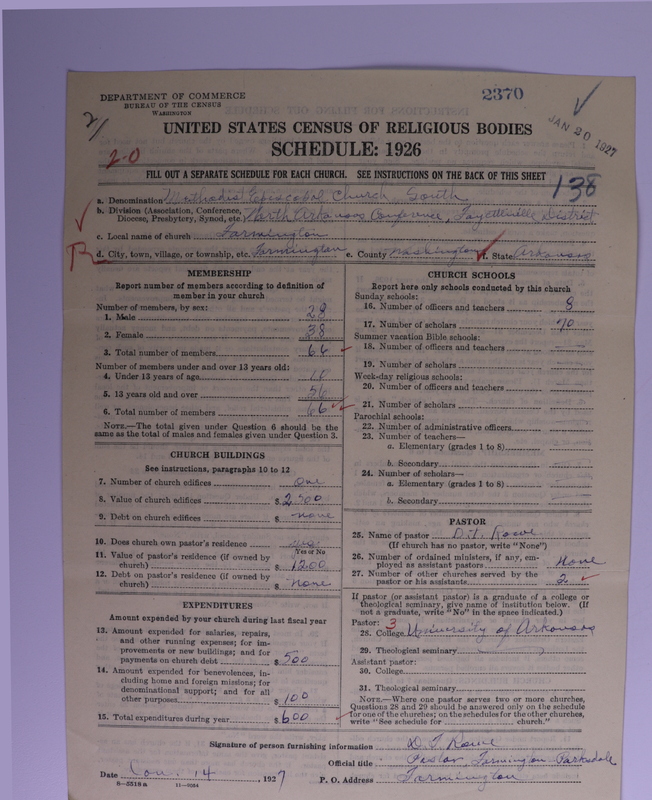 2370
DEPARTMENT OF COMMERCE
BUREAU OF THE CENSUS
WASHINGTON
JAN 20 1927
UNITED STATES CENSUS OF RELIGIOUS BODIES
SCHEDULE: 1926
2-0
FILL OUT A SEPARATE SCHEDULE FOR EACH CHURCH. SEE INSTRUCTIONS ON THE BACK OF THIS SHEET
138
a. Denomination Methodist Episcopal Church South
b. Division (Association, Conference, Diocese, Presbytery, Synod, etc. North Arkansas Conference, Fayetteville District
c. Local name of church Farmington
d. City, town, village, or township, etc. Farmington e. County Washington f. State Arkansas
MEMBERSHIP
Report number of members according to definition of
member in your church
Number of members, by sex:
1. Male 28
2. Female 38
3. Total number of members 66
Number of members under and over 13 years old:
4. Under 13 years of age 10
5. 13 years old and over 56
6. Total number of members 66
NOTE.—The total given under Question 6 should be
same as the total of males and females given under Question 3.
CHURCH BUILDINGS
See instructions, paragraphs 10 to 12
7. Number of church edifices One
8. Value of church edifices $ 2500
9. Debt on church edifices $ none
10. Does church own pastor's residence? yes
Yes or No
11. Value of pastor's residence (if owned by
church) $ 1200
12. Debt on pastor's residence (if owned by
church) $ none
EXPENDITURES
Amount expended by your church during last fiscal year
13. Amount expended for salaries, repairs,
and other running expenses; for im-
provements or new buildings; and for
payments on church debt $ 500
14. Amount expended for benevolences, in-
cluding home and foreign missions; for
denominational support; and for all
other purposes $ 100
15. Total expenditures during year $ 600
CHURCH SCHOOLS
Report here only schools conducted by this church
Sunday schools:
16. Number of officers and teachers 8
17. Number of scholars 70
Summer vacation Bible schools:
18. Number of officers and teachers
19. Number of scholars
Week-day religious schools:
20. Number of officers and teachers
21. Number of scholars
Parochial schools:
22. Number of administrative officers
23. Number of teachers—
a. Elementary (grades 1 to 8)
b. Secondary
24. Number of scholars—
a. Elementary (grades 1 to 8)
b. Secondary
PASTOR
25. Name of pastor D. T. Rowe
(If church has no pastor, write "None")
26. Number of ordained ministers, if any, em-
ployed as assistant pastors None
27. Number of other churches served by the
pastor or his assistants 2
If pastor (or assistant pastor) is a graduate of a college or
theological seminary, give name of institution below. (If
not a graduate, write "No" in the space indicated.)
Pastor: 3
28. College University of Arkansas
29. Theological seminary
Assistant pastor:
30. College
31. Theological seminary
NOTE.—Where one pastor serves two or more churches,
Questions 28 and 29 should be answered only on the schedule
for one of the churches; on the schedules for the other churches,
write "See schedule for church."
Signature of person furnishing information D. T. Rowe
Official title Pastor, Farmington-Parksdale
Date Jan. 14, 1927 P. O. Address Farmington
8-5518a 11-9084